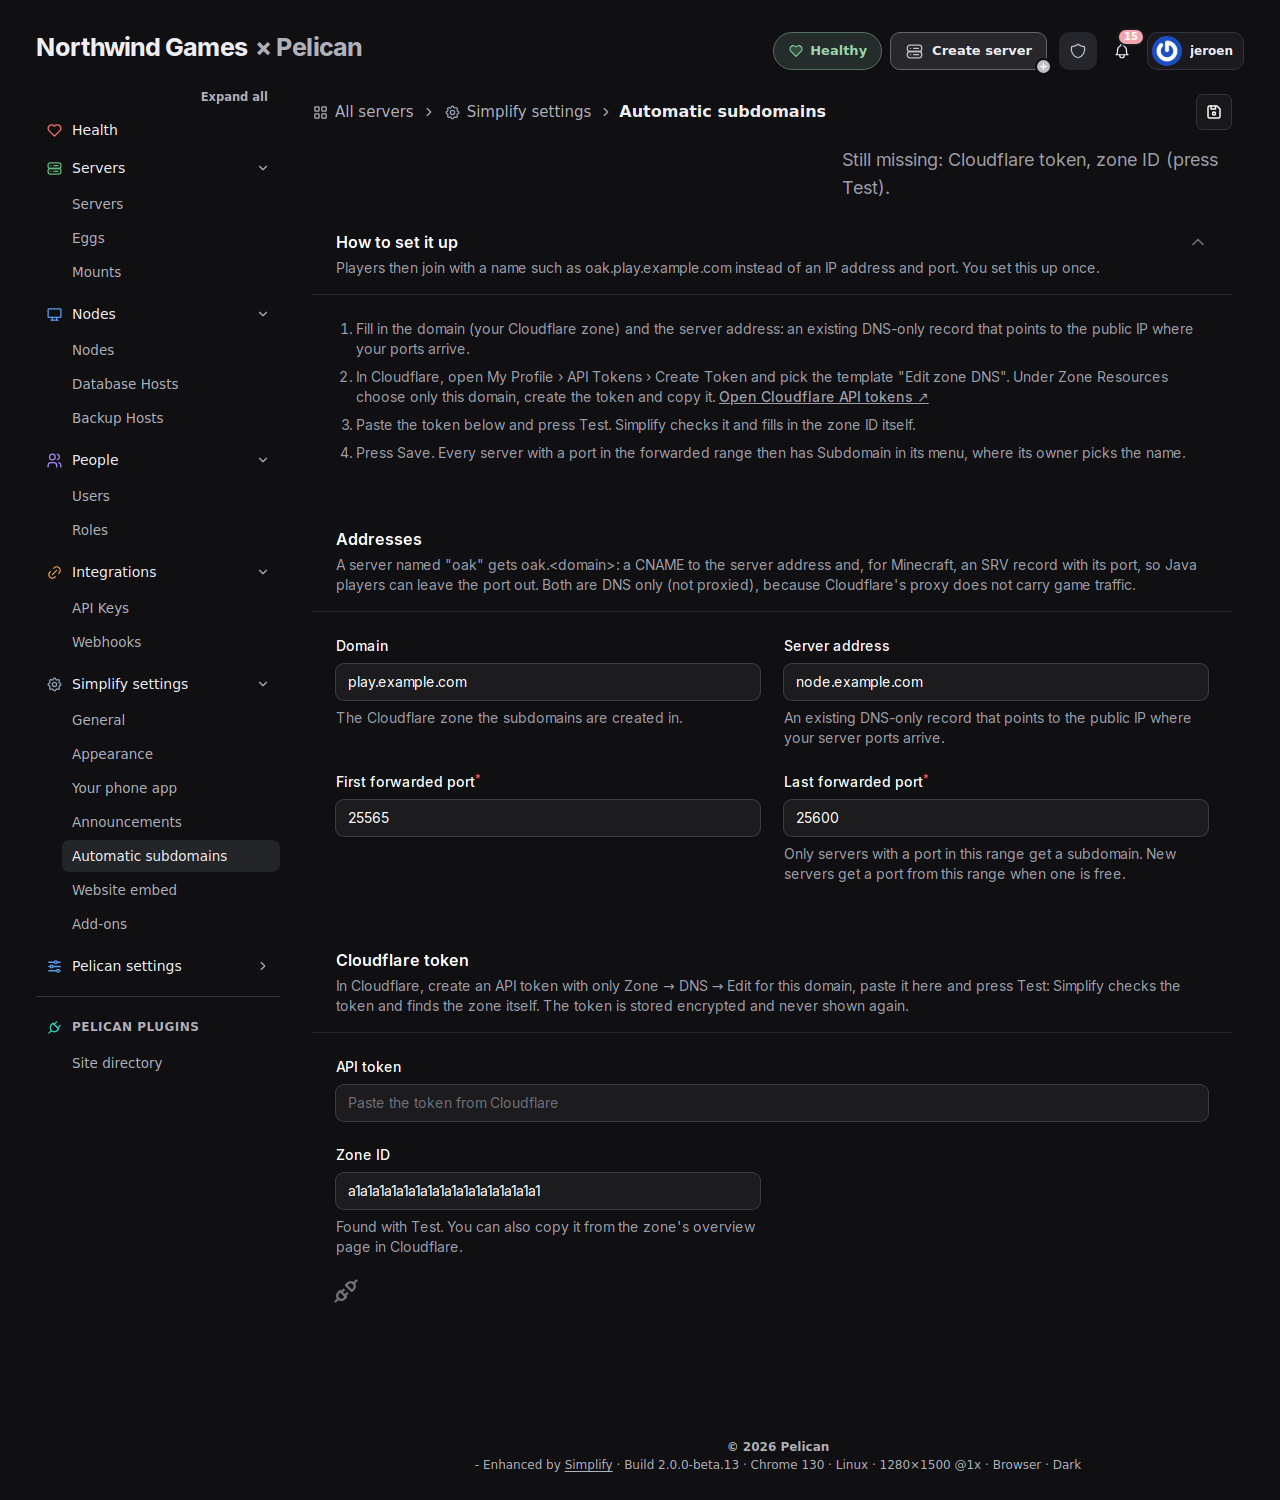 Northwind Games × Pelican
Healthy
Create server
15
jeroen
Expand all
Health
Servers
Servers
Eggs
Mounts
Nodes
Nodes
Database Hosts
Backup Hosts
People
Users
Roles
Integrations
API Keys
Webhooks
Simplify settings
General
Appearance
Your phone app
Announcements
Automatic subdomains
Website embed
Add-ons
Pelican settings
PELICAN PLUGINS
Site directory
All servers › Simplify settings › Automatic subdomains
Still missing: Cloudflare token, zone ID (press
Test).
How to set it up
Players then join with a name such as oak.play.example.com instead of an IP address and port. You set this up once.
1. Fill in the domain (your Cloudflare zone) and the server address: an existing DNS-only record that points to the public IP where
your ports arrive.
2. In Cloudflare, open My Profile › API Tokens › Create Token and pick the template "Edit zone DNS". Under Zone Resources
choose only this domain, create the token and copy it. Open Cloudflare API tokens ↗
3. Paste the token below and press Test. Simplify checks it and fills in the zone ID itself.
4. Press Save. Every server with a port in the forwarded range then has Subdomain in its menu, where its owner picks the name.
Addresses
A server named "oak" gets oak.<domain>: a CNAME to the server address and, for Minecraft, an SRV record with its port, so Java
players can leave the port out. Both are DNS only (not proxied), because Cloudflare's proxy does not carry game traffic.
Domain
play.example.com
The Cloudflare zone the subdomains are created in.
Server address
node.example.com
An existing DNS-only record that points to the public IP where
your server ports arrive.
First forwarded port*
25565
Last forwarded port*
25600
Only servers with a port in this range get a subdomain. New
servers get a port from this range when one is free.
Cloudflare token
In Cloudflare, create an API token with only Zone → DNS → Edit for this domain, paste it here and press Test: Simplify checks the
token and finds the zone itself. The token is stored encrypted and never shown again.
API token
Paste the token from Cloudflare
Zone ID
a1a1a1a1a1a1a1a1a1a1a1a1a1a1a1a1
Found with Test. You can also copy it from the zone's overview
page in Cloudflare.
© 2026 Pelican
- Enhanced by Simplify · Build 2.0.0-beta.13 · Chrome 130 · Linux · 1280×1500 @1x · Browser · Dark